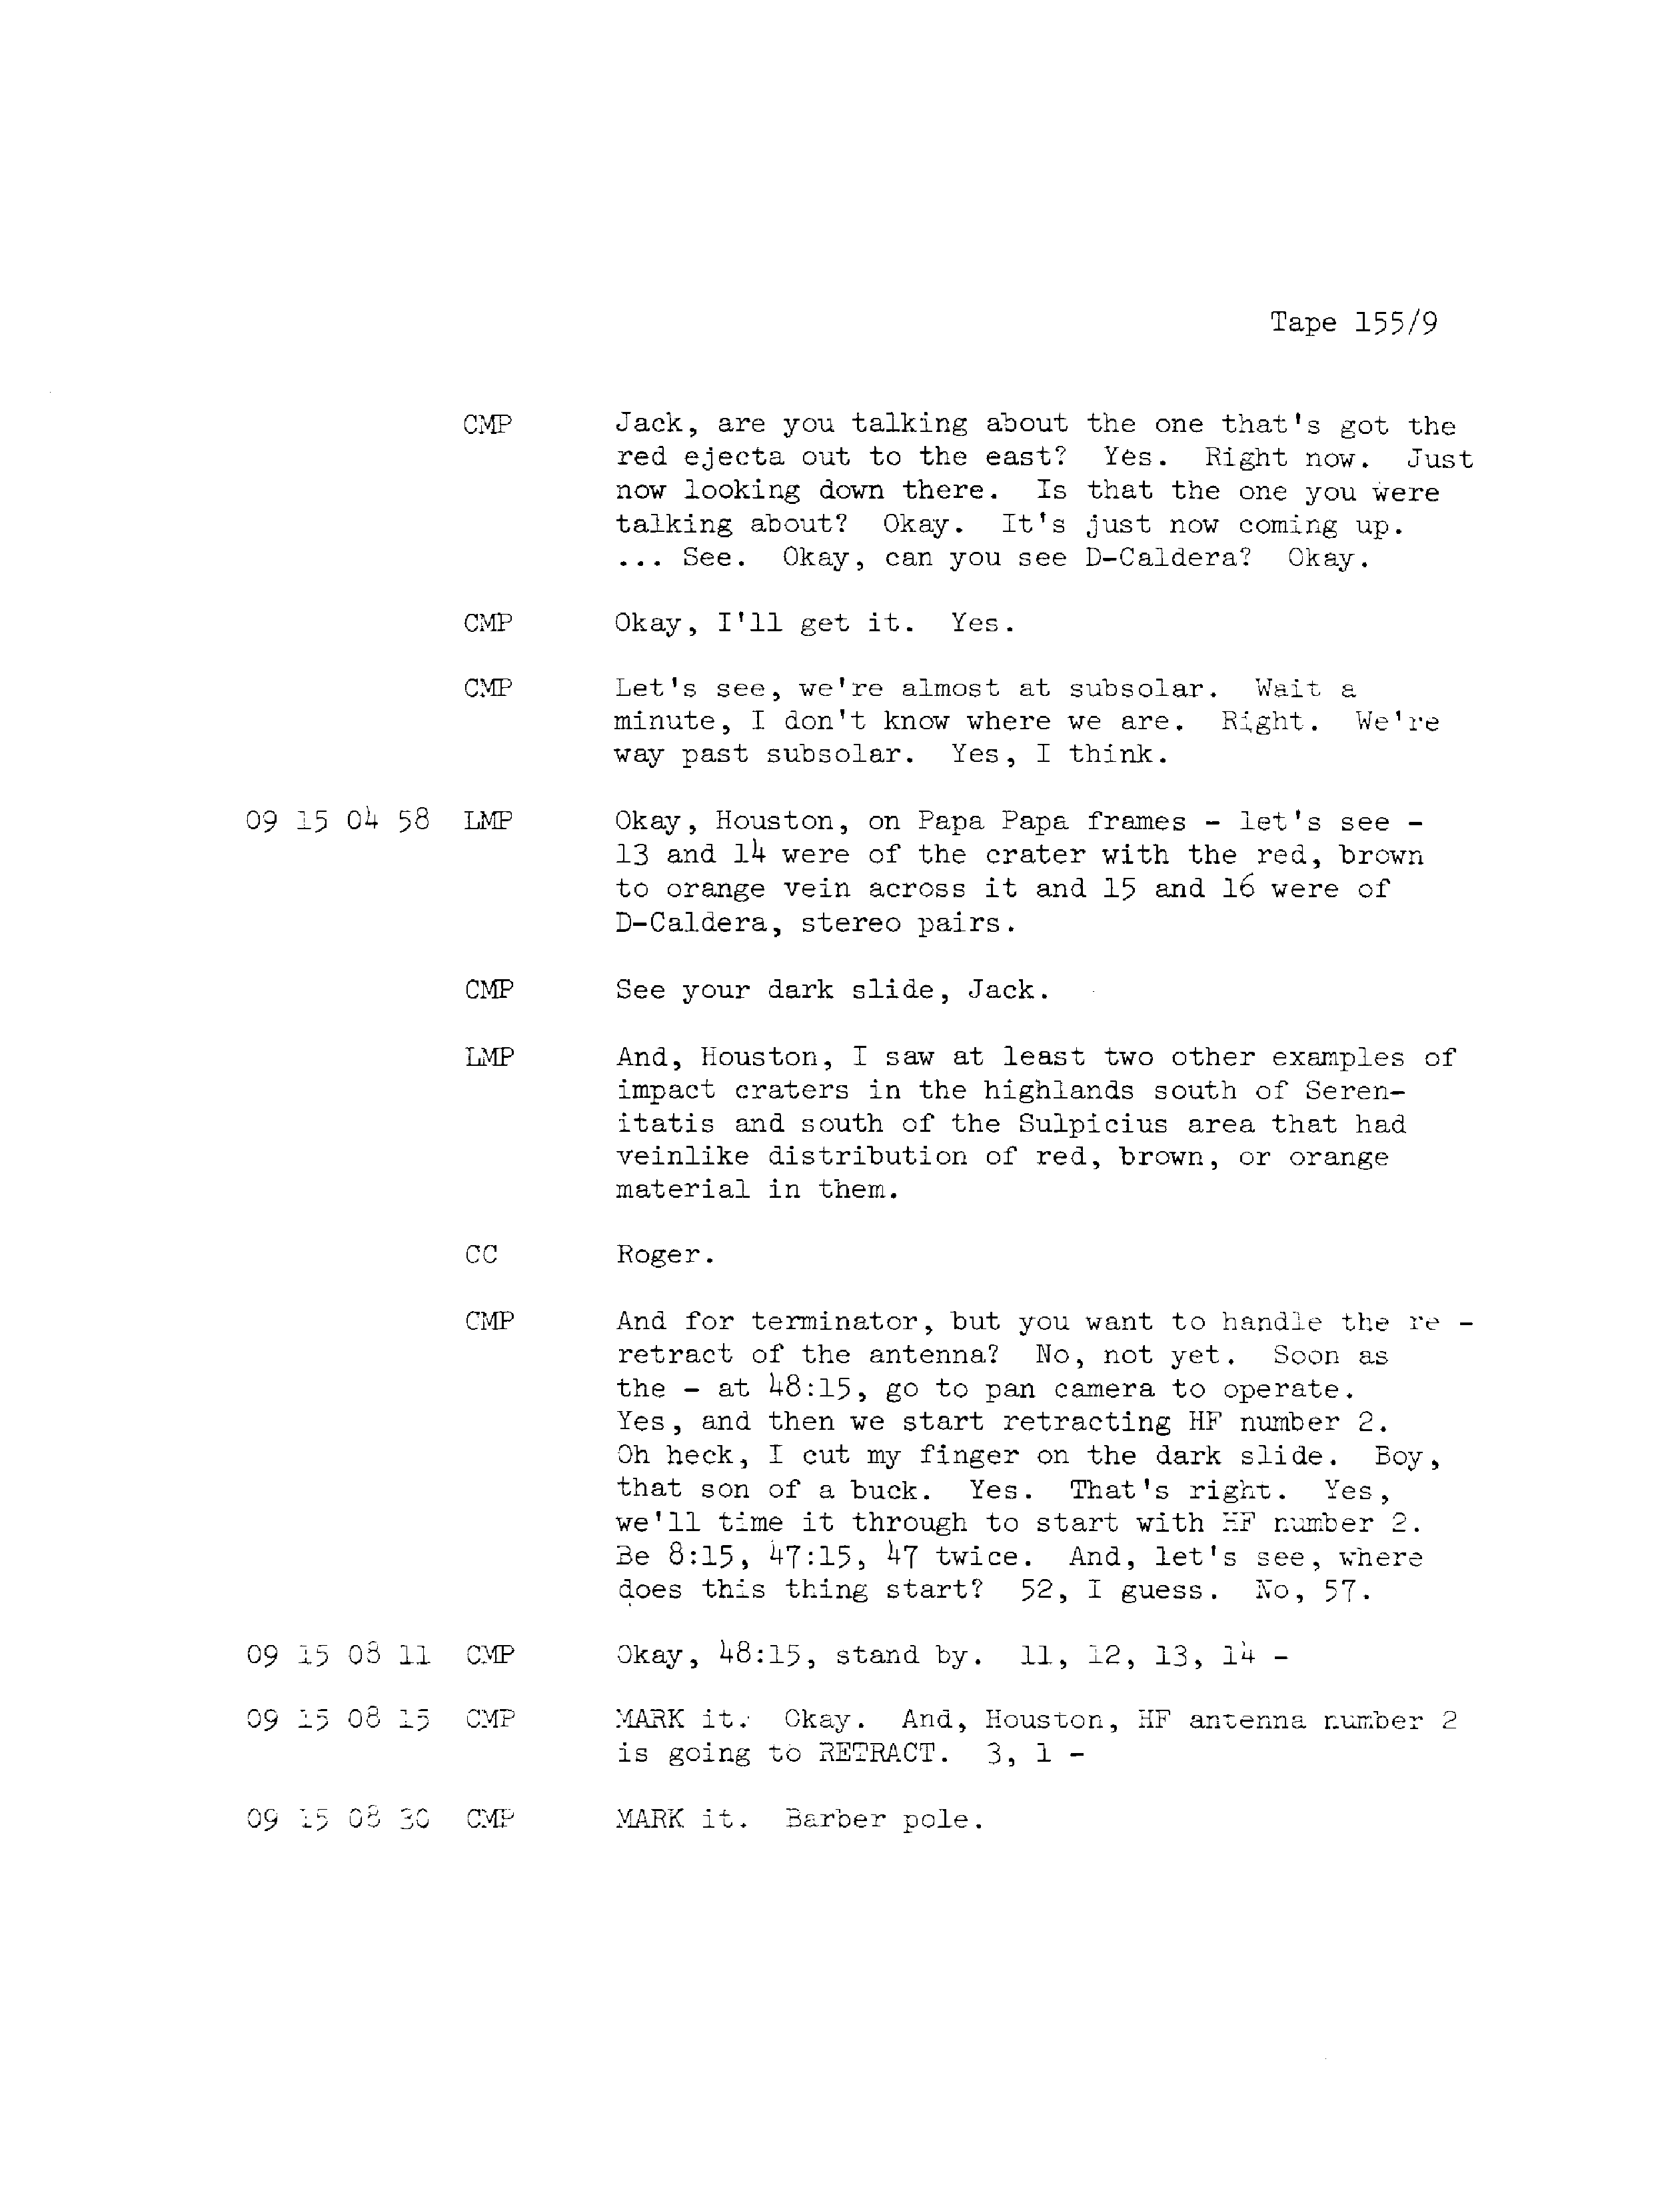 Tape 155/9
CMP Jack, are you talking about the one that's got the
red ejecta out to the east? Yes. Right now. Just
now looking down there. Is that the one you were
talking about? Okay. It's just now coming up.
... See. Okay, can you see D-Caldera? Okay.
CMP Okay, I'll get it. Yes.
CMP Let's see, we're almost at subsolar. Wait a
minute, I don't know where we are. Right. We're
way past subsolar. Yes, I think.
09 15 04 58 LMP Okay, Houston, on Papa Papa frames - let's see -
13 and 14 were of the crater with the red, brown
to orange vein across it and 15 and 16 were of
D-Caldera, stereo pairs.
CMP See your dark slide, Jack.
LMP And, Houston, I saw at least two other examples of
impact craters in the highlands south of Seren-
itatis and south of the Sulpicius area that had
veinlike distribution of red, brown, or orange
material in them.
CC Roger.
CMP And for terminator, but you want to handle the re -
retract of the antenna? No, not yet. Soon as
the - at 48:15, go to pan camera to operate.
Yes, and then we start retracting HF number 2.
Oh heck, I cut my finger on the dark slide. Boy,
that son of a buck. Yes. That's right. Yes,
we'll time it through to start with HF number 2.
Be 8:15, 47:15, 47 twice. And, let's see, where
does this thing start? 52, I guess. No, 57.
09 15 08 11 CMP Okay, 48:15, stand by. 11, 12, 13, 14 -
09 15 08 15 CMP MARK it. Okay. And, Houston, HF antenna number 2
is going to RETRACT. 3, 1 -
09 15 08 30 CMP MARK it. Barber pole.